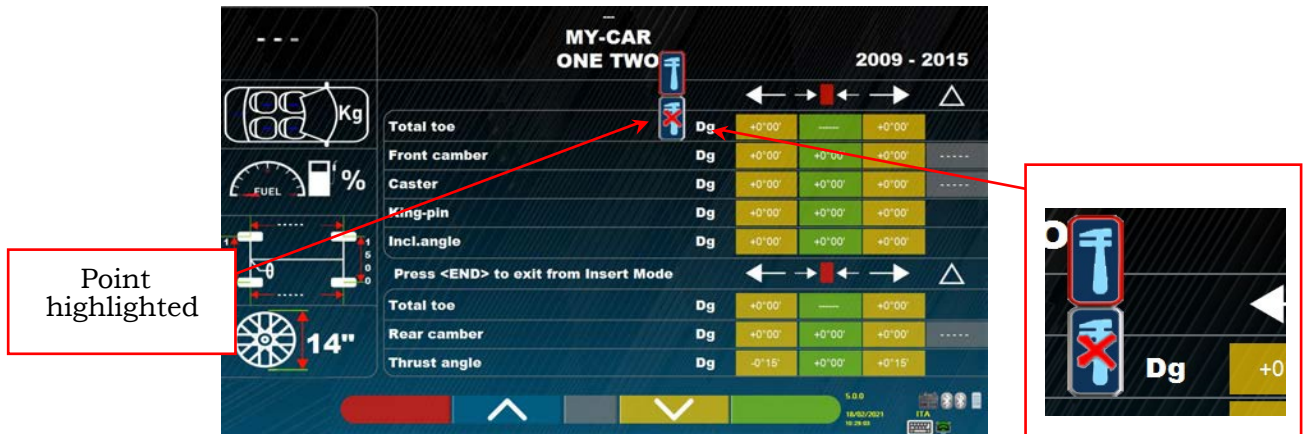 - - -
---
MY-CAR
ONE TWO
2009 - 2015
Kg
Total toe Dg +0°00' ----- +0°00'
Front camber Dg +0°00' +0°00' +0°00' -----
FUEL %
Caster Dg +0°00' +0°00' +0°00' -----
King-pin Dg +0°00' +0°00' +0°00'
Incl.angle Dg +0°00' +0°00' +0°00'
-----
1 1500
-----
Press <END> to exit from Insert Mode
Total toe Dg +0°00' ----- +0°00'
Rear camber Dg +0°00' +0°00' +0°00' -----
14"
Thrust angle Dg -0°15' +0°00' +0°15'
5.0.0
18/02/2021 ITA
Point
highlighted
O
Dg +0